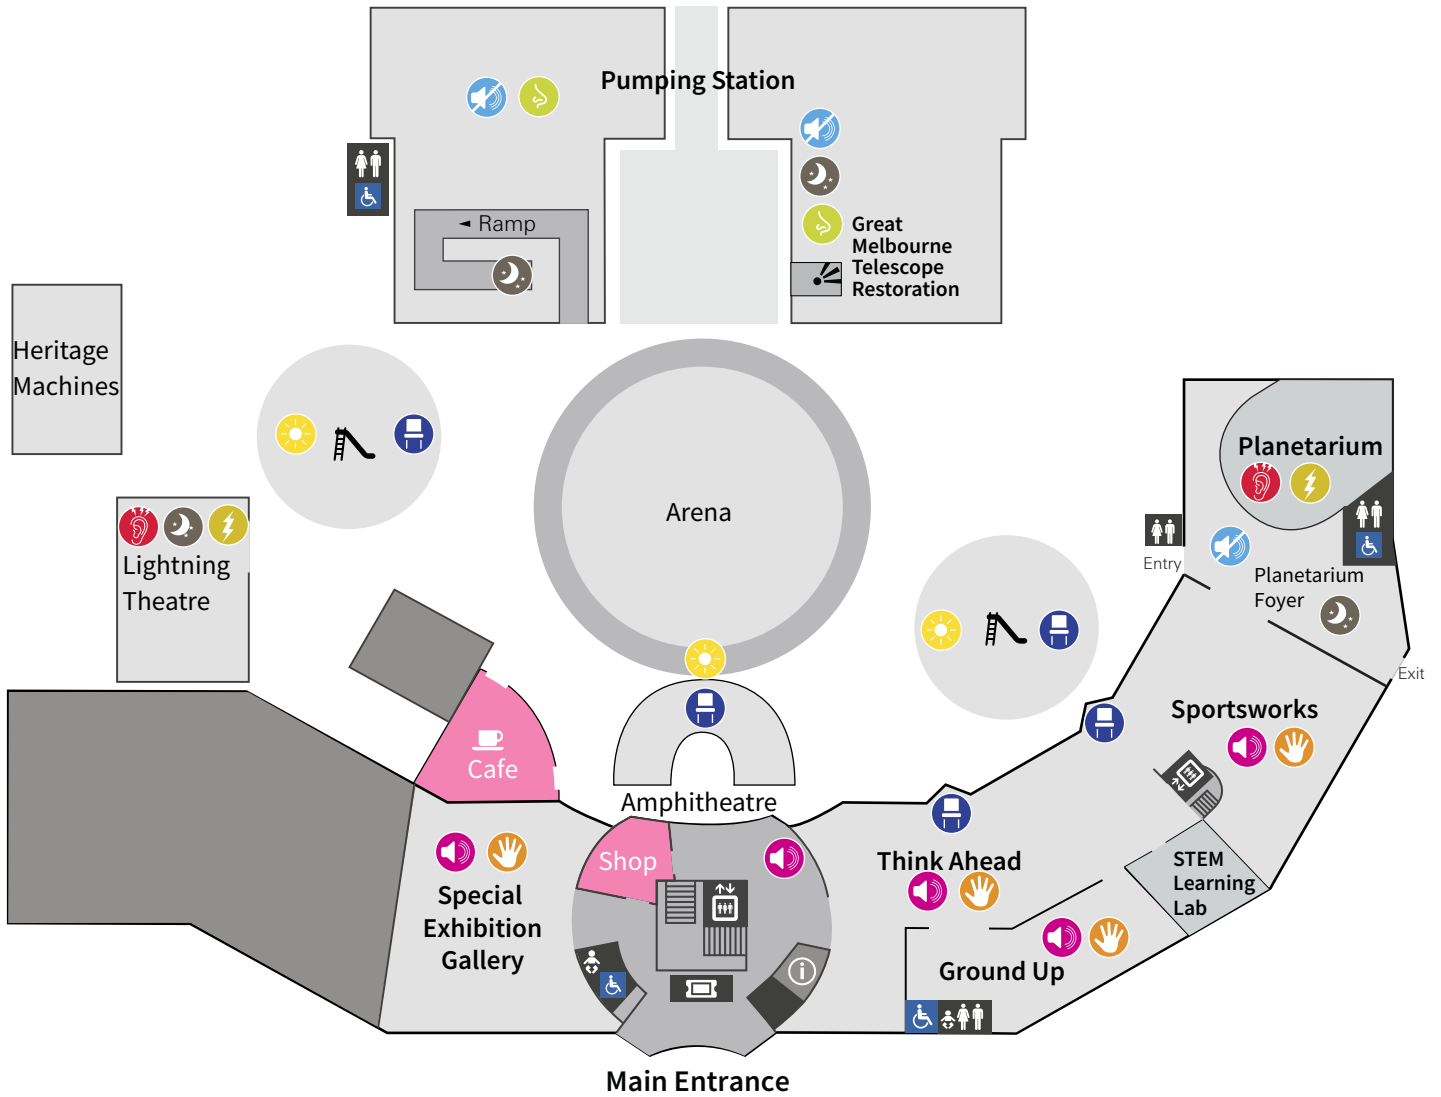 Pumping Station
Ramp
Great
Melbourne
Telescope
Restoration
Heritage
Machines
Planetarium
Arena
Lightning
Theatre
Entry
Planetarium
Foyer
Exit
Sportsworks
Cafe
Amphitheatre
Shop
Think Ahead
STEM
Learning
Lab
Special
Exhibition
Gallery
i
Ground Up
Main Entrance